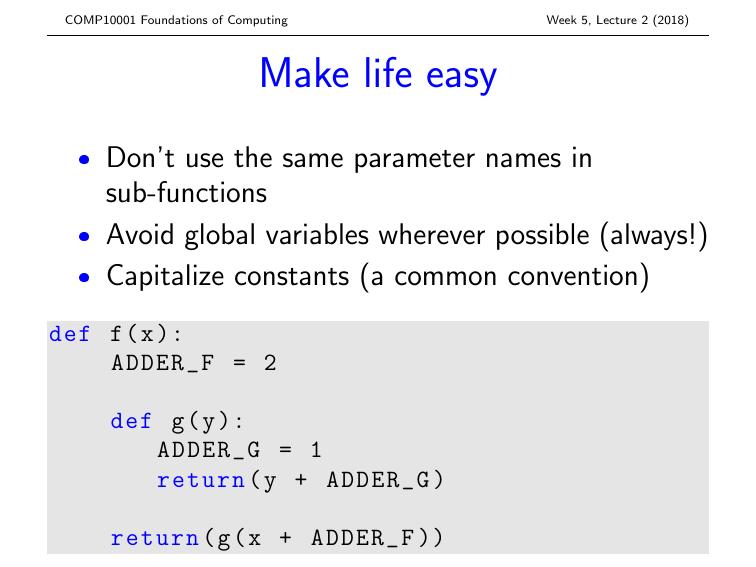 COMP10001 Foundations of Computing Week 5, Lecture 2 (2018)
Make life easy
• Don't use the same parameter names in
sub-functions
• Avoid global variables wherever possible (always!)
• Capitalize constants (a common convention)
def f(x):
    ADDER_F = 2

    def g(y):
       ADDER_G = 1
       return(y + ADDER_G)

    return(g(x + ADDER_F))